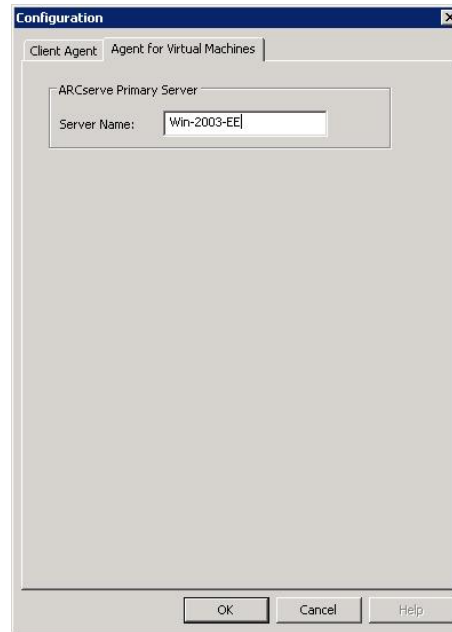 Configuration
Client Agent Agent for Virtual Machines
ARCserve Primary Server
Server Name: Win-2003-EE
OK Cancel Help